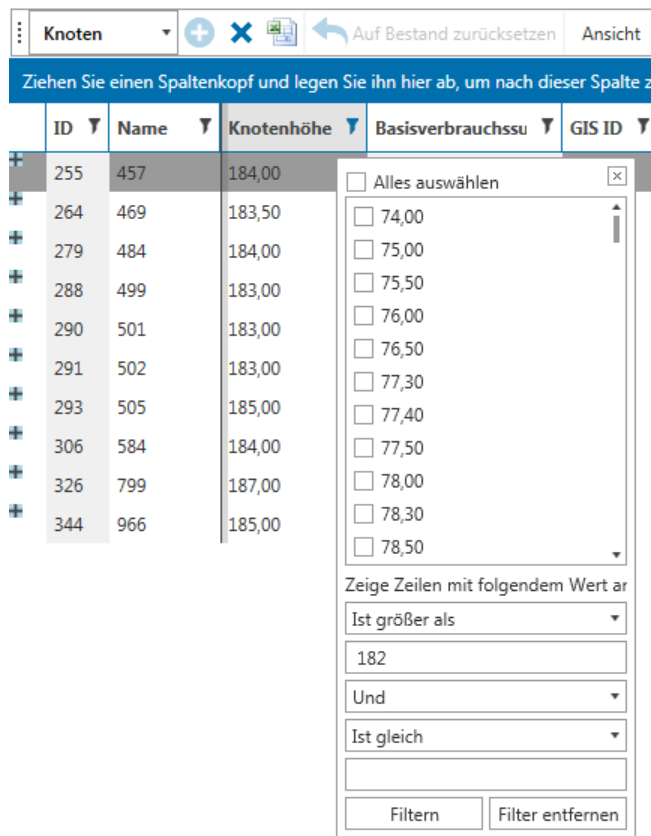 Knoten Auf Bestand zurücksetzen Ansicht
Ziehen Sie einen Spaltenkopf und legen Sie ihn hier ab, um nach dieser Spalte z
ID Name Knotenhöhe Basisverbrauchssu GIS ID
255 457 184,00
264 469 183,50
279 484 184,00
288 499 183,00
290 501 183,00
291 502 183,00
293 505 185,00
306 584 184,00
326 799 187,00
344 966 185,00
Alles auswählen
74,00
75,00
75,50
76,00
76,50
77,30
77,40
77,50
78,00
78,30
78,50
Zeige Zeilen mit folgendem Wert an
Ist größer als
182
Und
Ist gleich
Filtern Filter entfernen